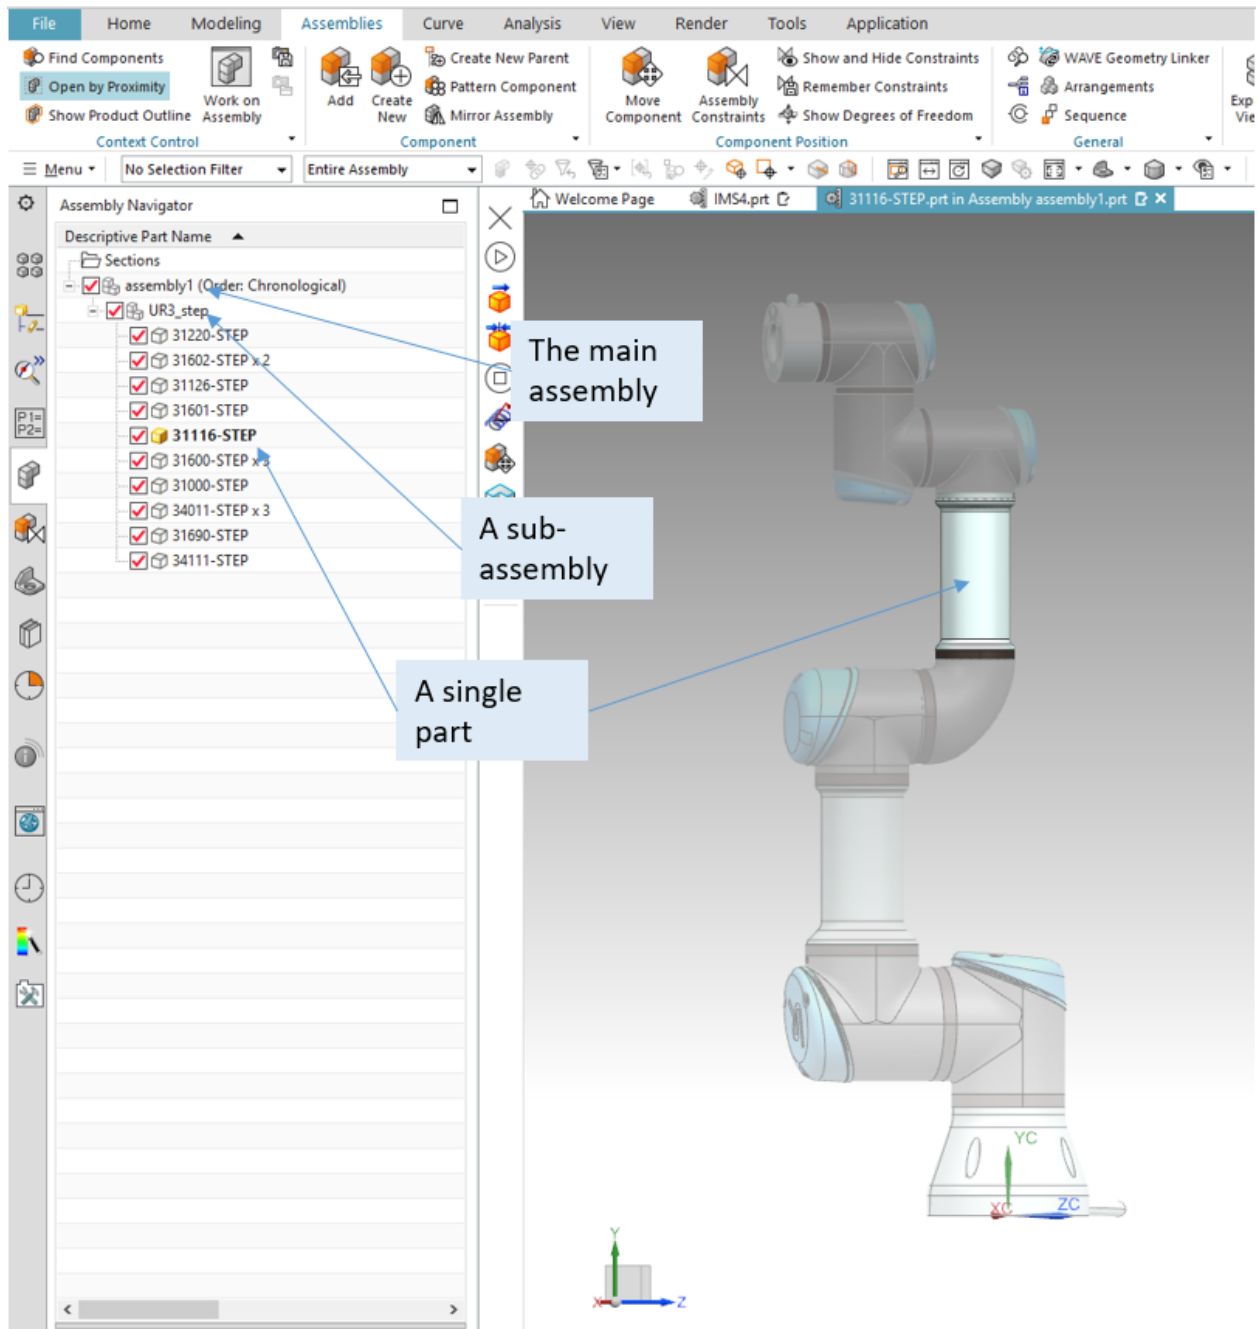 File Home Modeling Assemblies Curve Analysis View Render Tools Application
Find Components
Open by Proximity
Show Product Outline
Work on
Assembly
Context Control
Add
Create
New
Create New Parent
Pattern Component
Mirror Assembly
Component
Move
Component
Assembly
Constraints
Show and Hide Constraints
Remember Constraints
Show Degrees of Freedom
Component Position
WAVE Geometry Linker
Arrangements
Sequence
General
Exp
Vie
Menu No Selection Filter Entire Assembly
Assembly Navigator
Welcome Page IMS4.prt 31116-STEP.prt in Assembly assembly1.prt
Descriptive Part Name
Sections
assembly1 (Order: Chronological)
UR3_step
31220-STEP
31602-STEP x 2
31126-STEP
31601-STEP
31116-STEP
31600-STEP x 3
31000-STEP
34011-STEP x 3
31690-STEP
34111-STEP
P1=
P2=
The main
assembly
A sub-
assembly
A single
part
YC
XC
ZC
Y
X
Z